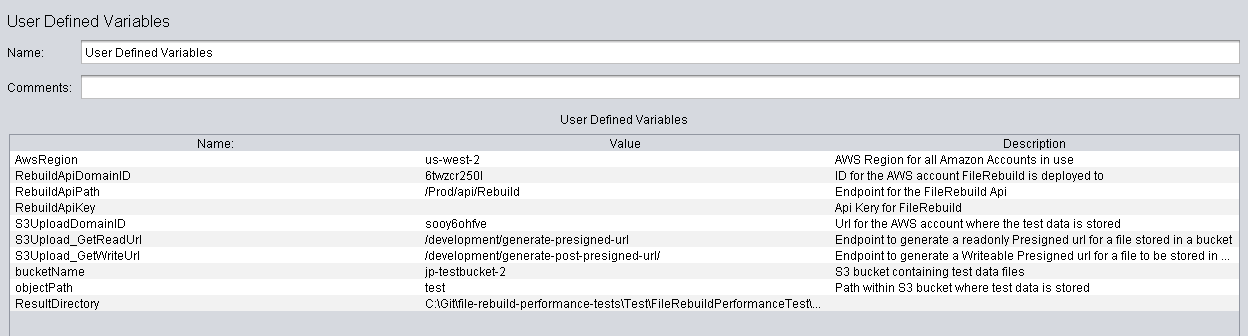 User Defined Variables
Name: User Defined Variables
Comments:
User Defined Variables
Name: Value Description
AwsRegion us-west-2 AWS Region for all Amazon Accounts in use
RebuildApiDomainID 6twzcr250l ID for the AWS account FileRebuild is deployed to
RebuildApiPath /Prod/api/Rebuild Endpoint for the FileRebuild Api
RebuildApiKey Api Kery for FileRebuild
S3UploadDomainID sooy6ohfve Url for the AWS account where the test data is stored
S3Upload_GetReadUrl /development/generate-presigned-url Endpoint to generate a readonly Presigned url for a file stored in a bucket
S3Upload_GetWriteUrl /development/generate-post-presigned-url/ Endpoint to generate a Writeable Presigned url for a file to be stored in ...
bucketName jp-testbucket-2 S3 bucket containing test data files
objectPath test Path within S3 bucket where test data is stored
ResultDirectory C:\Git\file-rebuild-performance-tests\Test\FileRebuildPerformanceTest\...